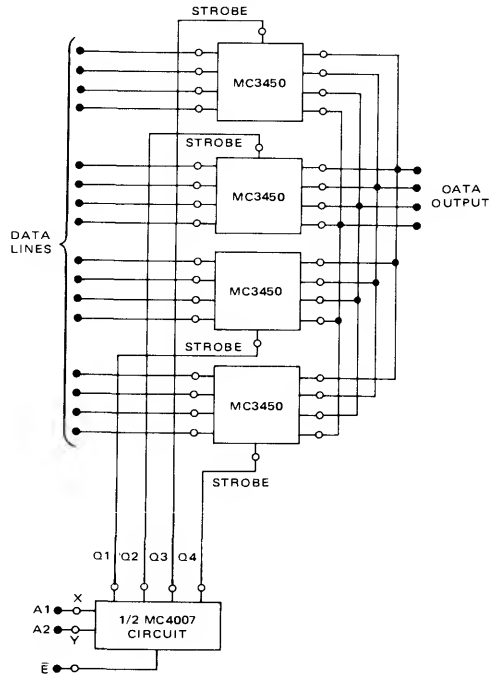 STROBE
MC3450
STROBE
MC3450
OATA
OUTPUT
DATA
LINES
MC3450
STROBE
MC3450
STROBE
Q1 Q2 Q3 Q4
X
A1
1/2 MC4007
A2
CIRCUIT
Y
E̅